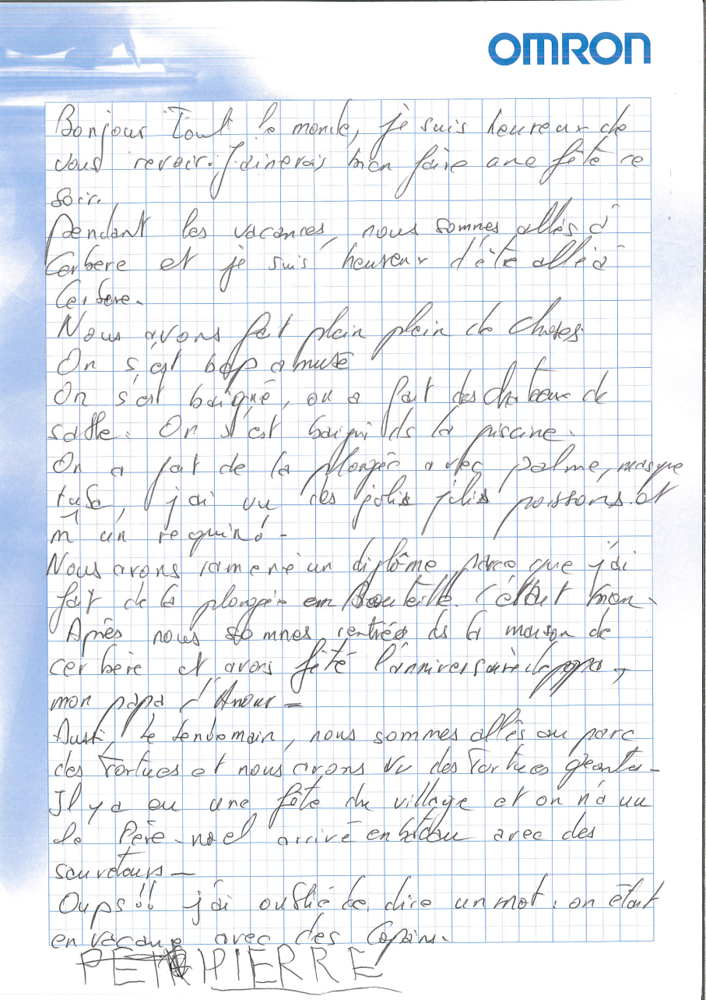 OMRON
Bonjour Tout le monde, je suis heureux de
vous revoir. J'aimerais bien faire une fête ce
soir.
Pendant les vacances, nous sommes allés à
Cerbere et je suis heureux d'être allé à
Cerbere.
Nous avons fait plein plein de choses
On s'est bcp amusé
On s'est baigné, on a fait des chateaux de
sable. On s'est baigné ds la piscine.
On a fait de la plongée avec palme, masque
tuba, j'ai vu des jolis jolis poissons et
m un requin! -
Nous avons ramené un diplôme parce que j'ai
fait de la plongée en Bouteille. C'était bien.
Après nous sommes rentrés ds la maison de
cerbère et avons fêté l'anniversaire de papa,
mon papa d'Amour -
Aussi, le lendemain, nous sommes allés au parc
des Tortues et nous avons vu des Tortues géantes -
Il y a eu une fête du village et on a vu
le Père-noel arrivé en bateau avec des
sauveteurs -
Oups!! j'ai oublié de dire un mot : on était
en vacance avec des Copains.
PIERRE